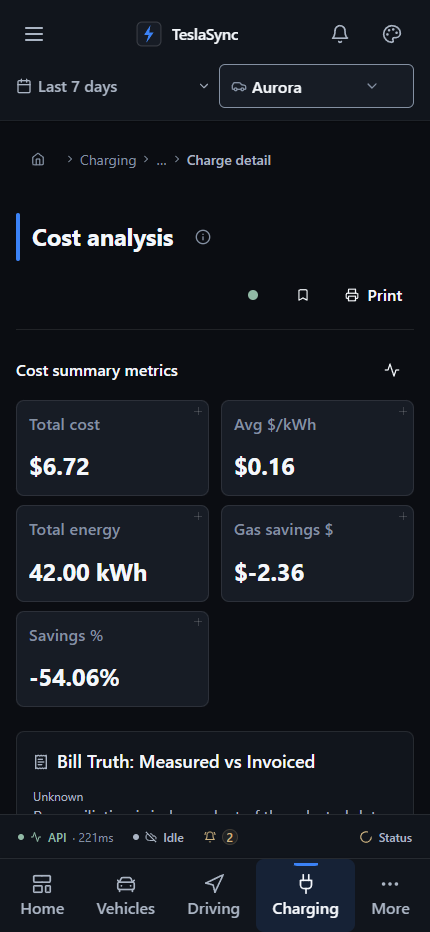 TeslaSync
Last 7 days
Aurora
Charging
...
Charge detail
Cost analysis
Print
Cost summary metrics
Total cost
Avg $/kWh
$6.72
$0.16
Total energy
Gas savings $
42.00 kWh
$-2.36
Savings %
-54.06%
Bill Truth: Measured vs Invoiced
Unknown
API · 221ms
Idle
2
Status
Home
Vehicles
Driving
Charging
More